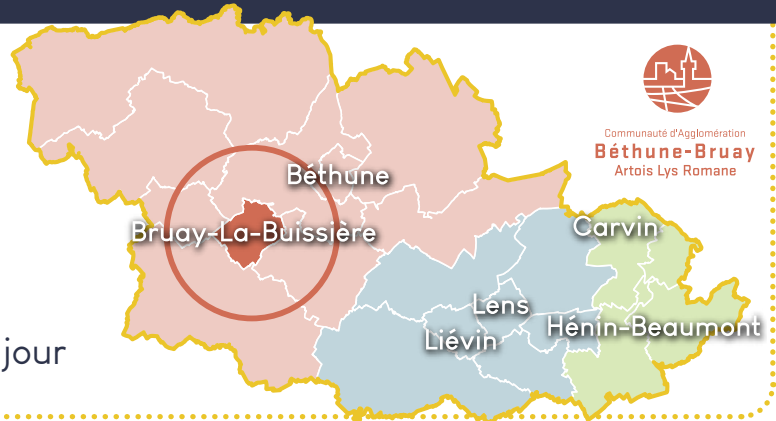 Communauté d'Agglomération
Béthune-Bruay
Artois Lys Romane
Béthune
Bruay-La-Buissière
Carvin
Lens
Hénin-Beaumont
Liévin
jour